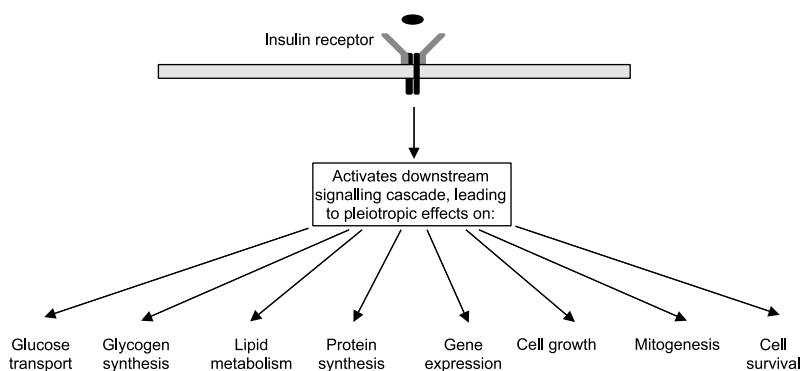 Insulin receptor
Activates downstream
signalling cascade, leading
to pleiotropic effects on:
Glucose
transport
Glycogen
synthesis
Lipid
metabolism
Protein
synthesis
Gene
expression
Cell growth
Mitogenesis
Cell
survival